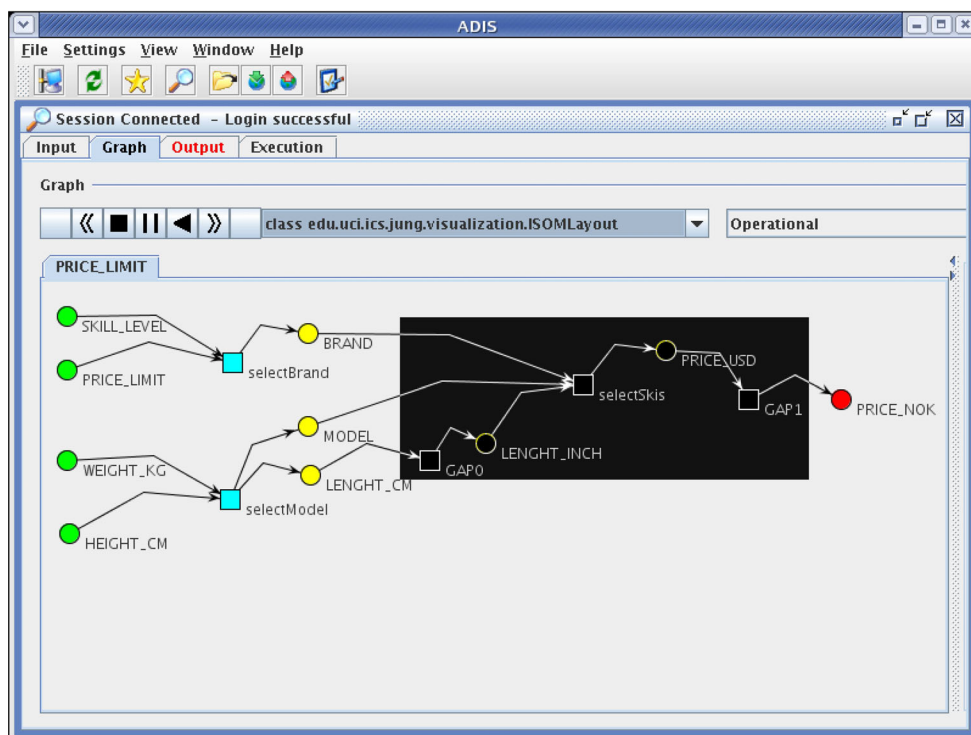 ADIS
File Settings View Window Help
Session Connected - Login successful
Input Graph Output Execution
Graph
class edu.uci.ics.jung.visualization.ISOMLayout Operational
PRICE_LIMIT
SKILL_LEVEL
BRAND
PRICE_USD
PRICE_LIMIT
selectBrand
selectSkis
GAP1
PRICE_NOK
MODEL
LENGHT_INCH
WEIGHT_KG
GAP0
LENGHT_CM
selectModel
HEIGHT_CM